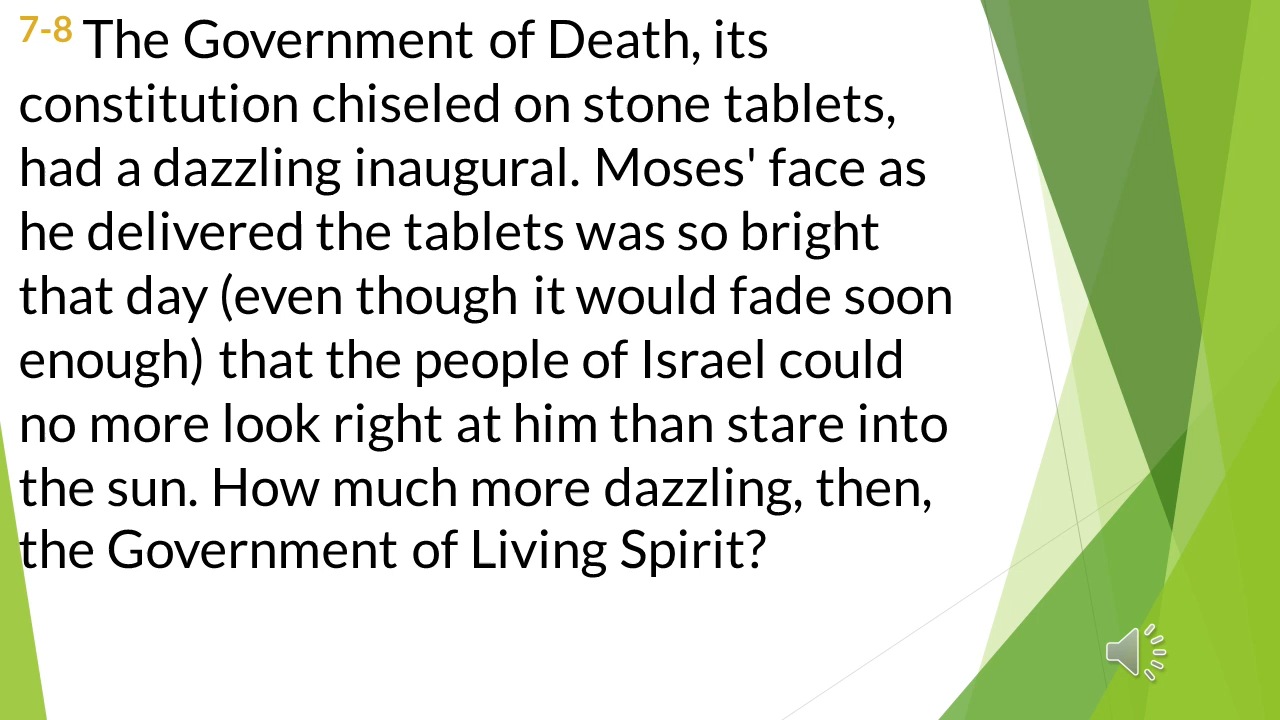 7-8 The Government of Death, its
constitution chiseled on stone tablets,
had a dazzling inaugural. Moses' face as
he delivered the tablets was so bright
that day (even though it would fade soon
enough) that the people of Israel could
no more look right at him than stare into
the sun. How much more dazzling, then,
the Government of Living Spirit?